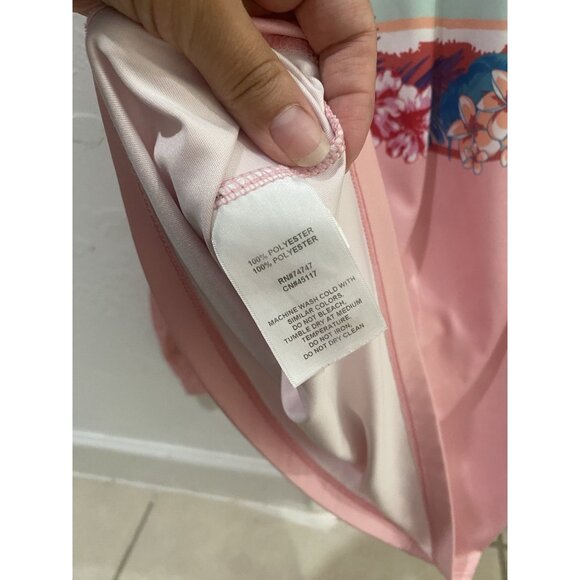 100% POLYESTER
100% POLYESTER
RN#74747
CN#45117
MACHINE WASH COLD WITH
SIMILAR COLORS.
DO NOT BLEACH.
TUMBLE DRY AT MEDIUM
TEMPERATURE.
DO NOT IRON.
DO NOT DRY CLEAN